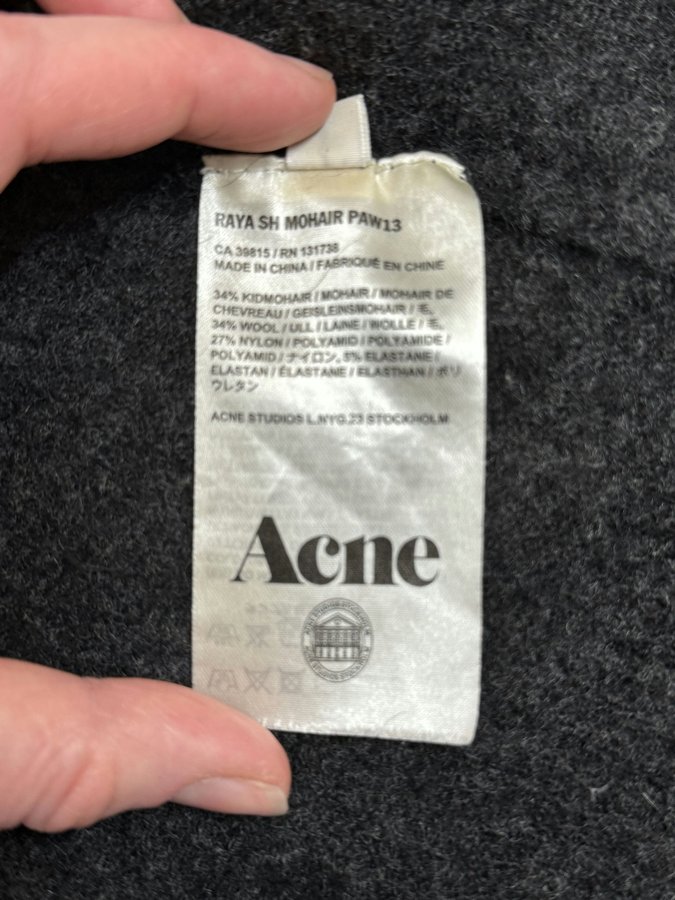 RAYA SH MOHAIR PAW13
CA 39815 / RN 131738
MADE IN CHINA / FABRIQUÉ EN CHINE
34% KIDMOHAIR / MOHAIR / MOHAIR DE
CHEVREAU / GEISLEINSMOHAIR / 毛,
34% WOOL / ULL / LAINE / WOLLE / 毛,
27% NYLON / POLYAMID / POLYAMIDE /
POLYAMID / ナイロン, 5% ELASTANE /
ELASTAN / ÉLASTANE / ELASTHAN / ポリ
ウレタン
ACNE STUDIOS L.NYG.23 STOCKHOLM
Acne